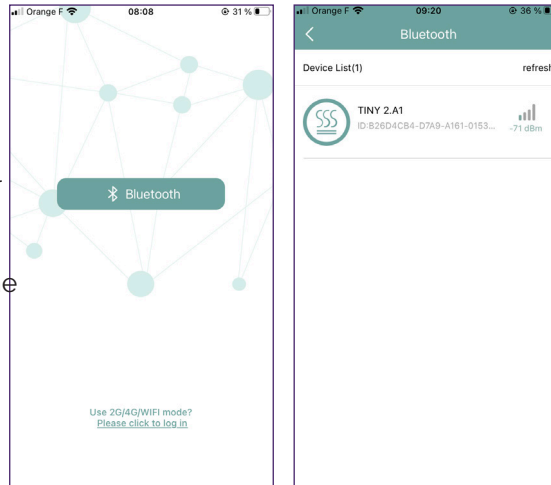 Orange F 08:08 31 %
Bluetooth
e
Use 2G/4G/WIFI mode?
Please click to log in
Orange F 09:20 36 %
Bluetooth
Device List(1) refresh
TINY 2.A1
ID:B26D4CB4-D7A9-A161-0153...
-71 dBm